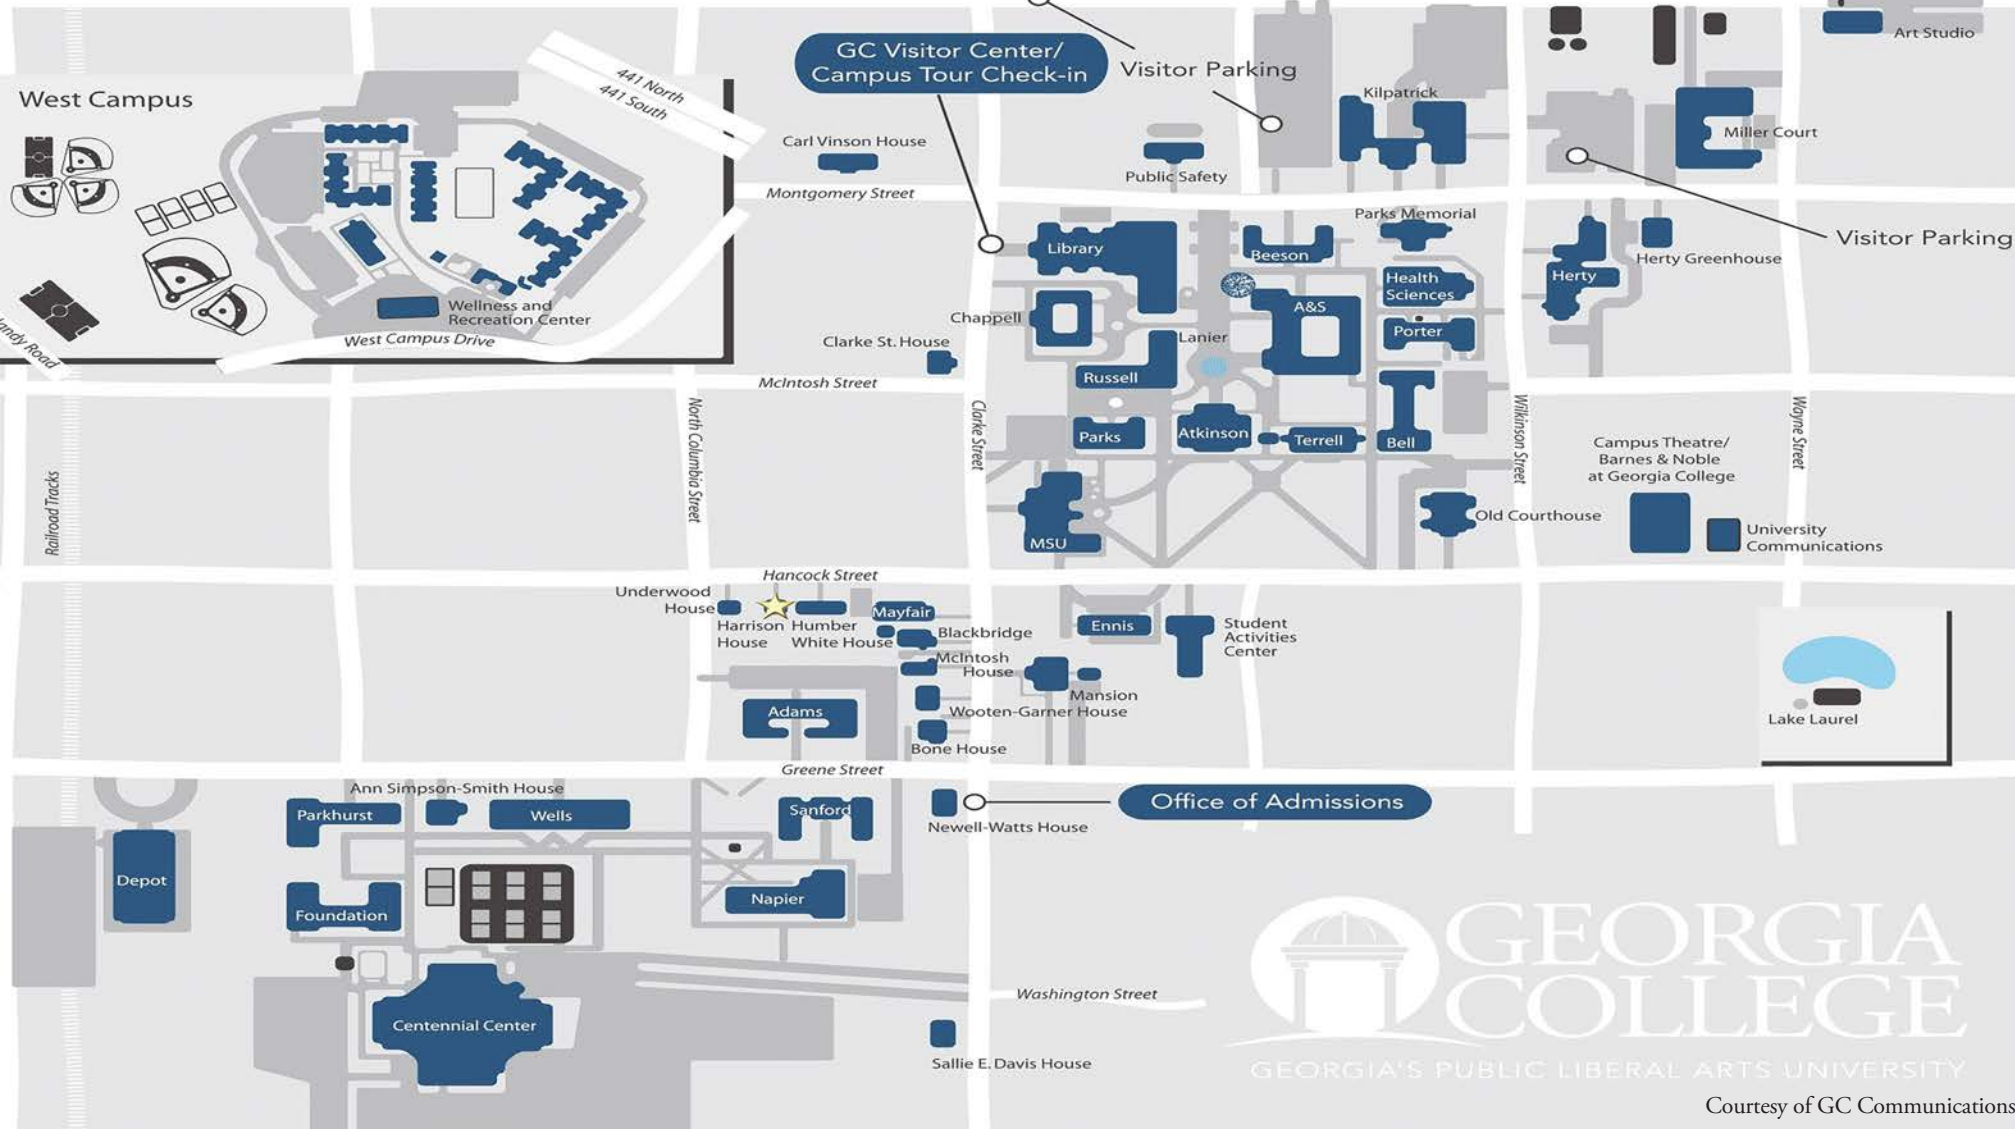 West Campus
441 North
441 South
GC Visitor Center/
Campus Tour Check-in
Visitor Parking
Kilpatrick
Art Studio
Miller Court
Carl Vinson House
Public Safety
Montgomery Street
Visitor Parking
Library
Beeson
Parks Memorial
Herty Greenhouse
Herty
Health
Sciences
A&S
Porter
Chappell
Lanier
Clarke St. House
Russell
Wellness and
Recreation Center
West Campus Drive
McIntosh Street
Parks
Atkinson
Terrell
Bell
North Columbia Street
Clarke Street
Wilkinson Street
Wayne Street
Railroad Tracks
Campus Theatre/
Barnes & Noble
at Georgia College
Old Courthouse
University
Communications
MSU
Hancock Street
Underwood
House
Harrison
House
Humber
White House
Mayfair
Blackbridge
McIntosh
House
Ennis
Student
Activities
Center
Mansion
Wooten-Garner House
Adams
Bone House
Lake Laurel
Greene Street
Ann Simpson-Smith House
Parkhurst
Wells
Sanford
Newell-Watts House
Office of Admissions
Depot
Foundation
Napier
Centennial Center
Washington Street
Sallie E. Davis House
GEORGIA
COLLEGE
GEORGIA'S PUBLIC LIBERAL ARTS UNIVERSITY
Courtesy of GC Communications